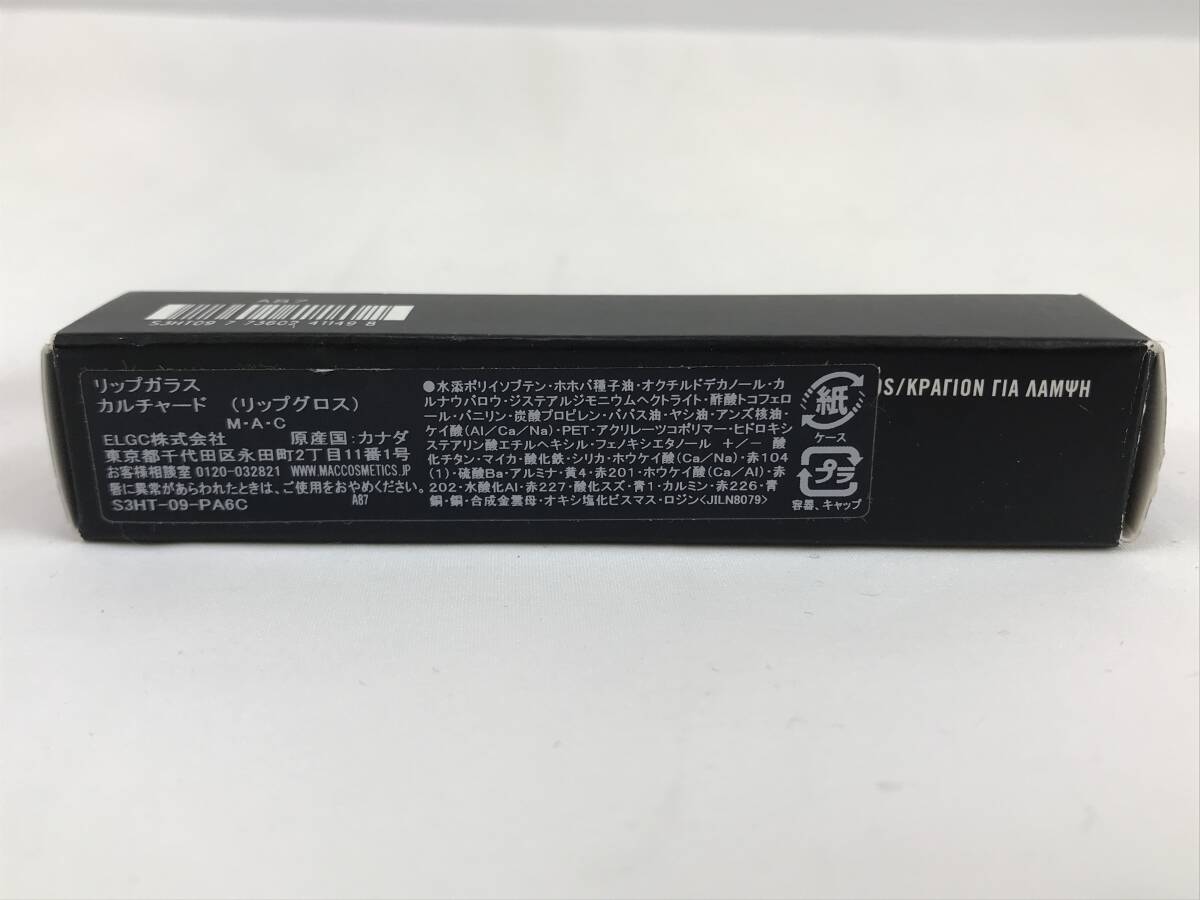 A87
S3HT09 7 73602 41149 8
リップガラス
カルチャード （リップグロス）
M・A・C
ELGC株式会社 原産国:カナダ
東京都千代田区永田町2丁目11番1号
お客様相談室 0120-032821 WWW.MACCOSMETICS.JP
唇に異常があらわれたときは、ご使用をおやめください。
S3HT-09-PA6C A87
●水添ポリイソブテン・ホホバ種子油・オクチルドデカノール・カ
ルナウバロウ・ジステアルジモニウムヘクトライト・酢酸トコフェロ
ール・バニリン・炭酸プロピレン・ババス油・ヤシ油・アンズ核油・
ケイ酸(Al/Ca/Na)・PET・アクリレーツコポリマー・ヒドロキシ
ステアリン酸エチルヘキシル・フェノキシエタノール +/− 酸
化チタン・マイカ・酸化鉄・シリカ・ホウケイ酸(Ca/Na)・赤104
(1)・硫酸Ba・アルミナ・黄4・赤201・ホウケイ酸(Ca/Al)・赤
202・水酸化Al・赤227・酸化スズ・青1・カルミン・赤226・青
銅・銅・合成金雲母・オキシ塩化ビスマス・ロジン<JILN8079>
紙
ケース
プラ
容器、キャップ
OS/ΚΡΑΓΙΟΝ ΓΙΑ ΛΑΜΨΗ